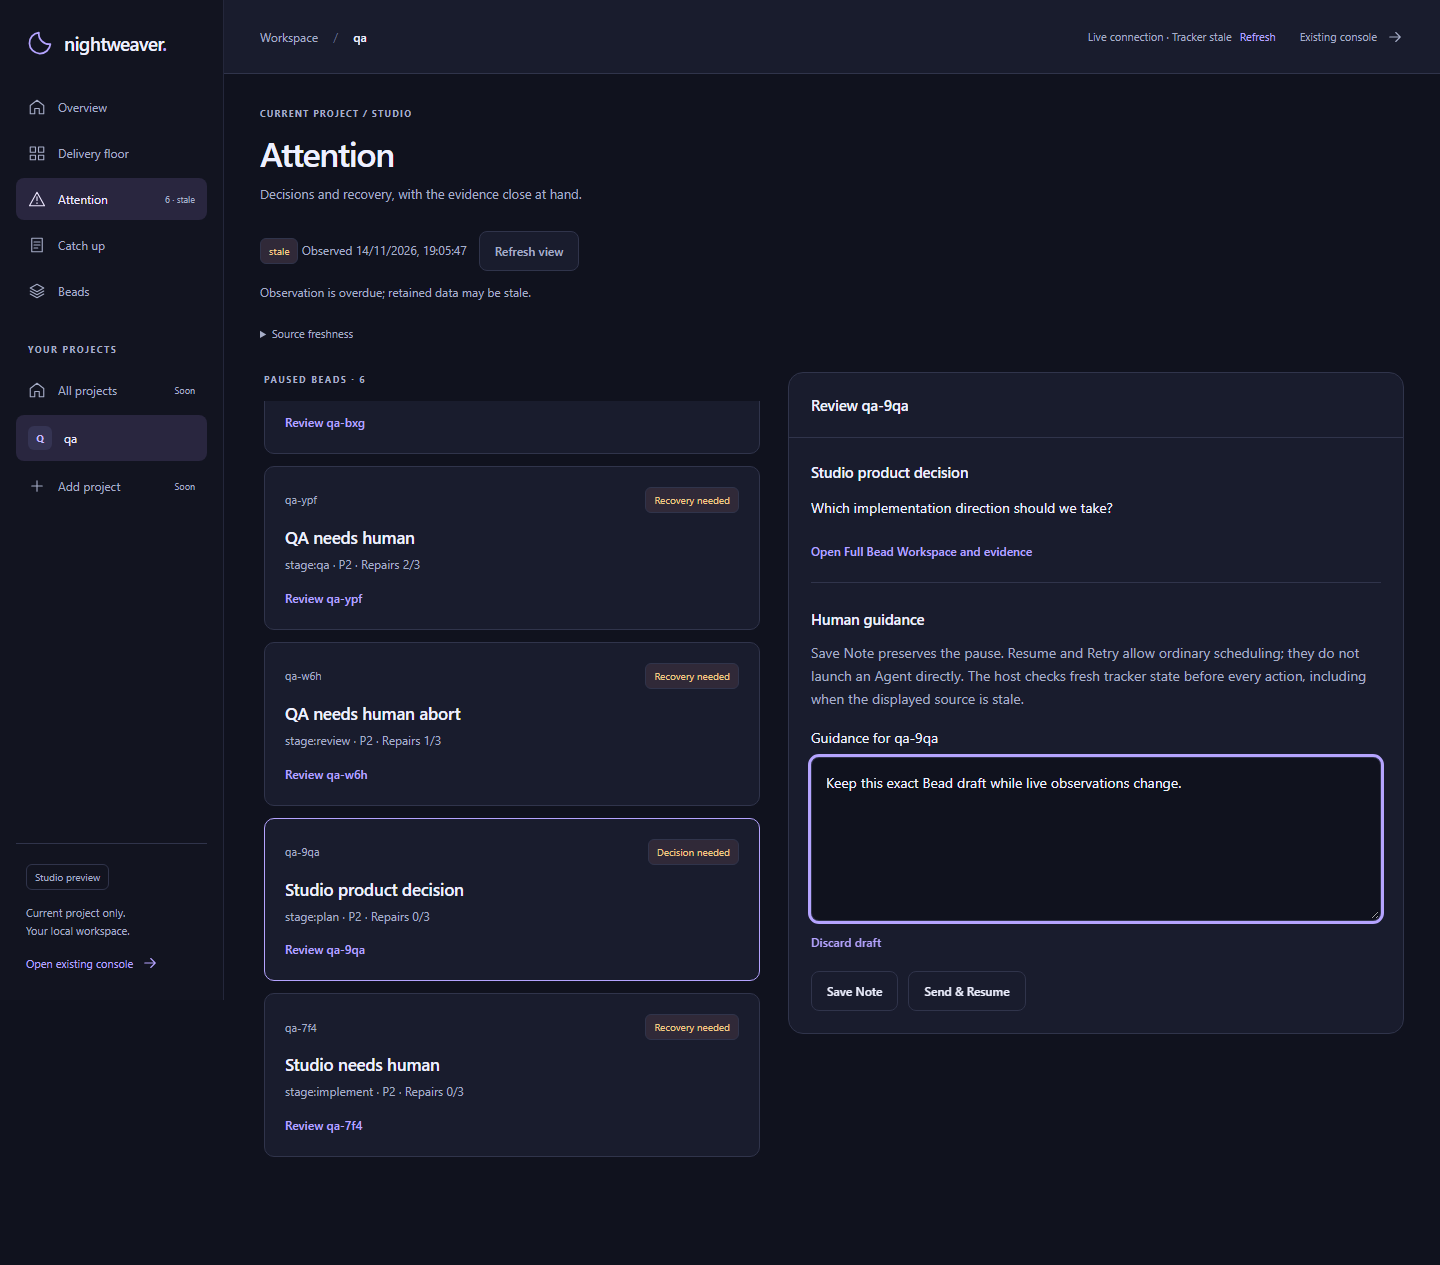 nightweaver.
Overview
Delivery floor
Attention 6 · stale
Catch up
Beads
YOUR PROJECTS
All projects Soon
Q qa
Add project Soon
Studio preview
Current project only.
Your local workspace.
Open existing console
Workspace / qa
Live connection · Tracker stale Refresh Existing console
CURRENT PROJECT / STUDIO
Attention
Decisions and recovery, with the evidence close at hand.
stale Observed 14/11/2026, 19:05:47 Refresh view
Observation is overdue; retained data may be stale.
Source freshness
PAUSED BEADS · 6
Review qa-bxg
qa-ypf Recovery needed
QA needs human
stage:qa · P2 · Repairs 2/3
Review qa-ypf
qa-w6h Recovery needed
QA needs human abort
stage:review · P2 · Repairs 1/3
Review qa-w6h
qa-9qa Decision needed
Studio product decision
stage:plan · P2 · Repairs 0/3
Review qa-9qa
qa-7f4 Recovery needed
Studio needs human
stage:implement · P2 · Repairs 0/3
Review qa-7f4
Review qa-9qa
Studio product decision
Which implementation direction should we take?
Open Full Bead Workspace and evidence
Human guidance
Save Note preserves the pause. Resume and Retry allow ordinary scheduling; they do not
launch an Agent directly. The host checks fresh tracker state before every action, including
when the displayed source is stale.
Guidance for qa-9qa
Keep this exact Bead draft while live observations change.
Discard draft
Save Note Send & Resume